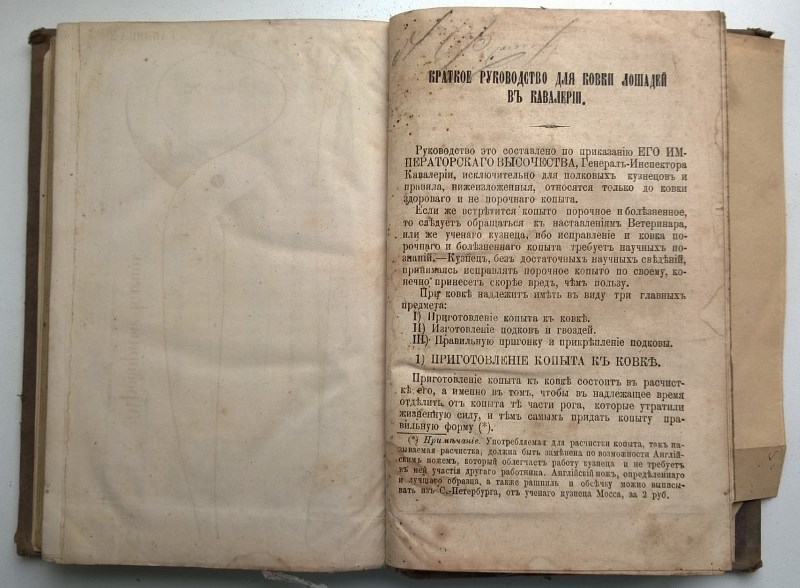 КРАТКОЕ РУКОВОДСТВО ДЛЯ КОВКИ ЛОШАДЕЙ
ВЪ КАВАЛЕРІИ.
Руководство это составлено по приказанію ЕГО ИМ-
ПЕРАТОРСКАГО ВЫСОЧЕСТВА, Генералъ-Инспектора
Кавалеріи, исключительно для полковыхъ кузнецовъ и
правила, нижеизложенныя, относятся только до ковки
здороваго и не порочнаго копыта.
Если же встрѣтится копыто порочное и болѣзненное,
то слѣдуетъ обращаться къ наставленіямъ Ветеринара,
или же ученаго кузнеца, ибо исправленіе и ковка по-
рочнаго и болѣзненнаго копыта требуетъ научныхъ по-
знаній.—Кузнецъ, безъ достаточныхъ научныхъ свѣдѣній,
принимаясь исправлять порочное копыто по своему, ко-
нечно принесетъ скорѣе вредъ, чѣмъ пользу.
При ковкѣ надлежитъ имѣть въ виду три главныхъ
предмета:
I) Приготовленіе копыта къ ковкѣ.
II) Изготовленіе подковъ и гвоздей.
III) Правильную пригонку и прикрѣпленіе подковы.
1) ПРИГОТОВЛЕНІЕ КОПЫТА КЪ КОВКѢ.
Приготовленіе копыта къ ковкѣ состоитъ въ расчист-
кѣ его, а именно въ томъ, чтобы въ надлежащее время
отдѣлить отъ копыта тѣ части рога, которые утратили
жизненную силу, и тѣмъ самымъ придать копыту пра-
вильную форму (*).
(*) Примѣчаніе. Употребляемая для расчистки копыта, такъ на-
зываемая расчистка, должна быть замѣнена по возможности Англій-
скимъ ножемъ, который облегчаетъ работу кузнеца и не требуетъ
въ ней участія другаго работника. Англійскій ножъ, опредѣленнаго
и лучшаго образца, а также рашпиль и обсѣчку можно выписы-
вать изъ С.-Петербурга, отъ ученаго кузнеца Мосса, за 2 руб.